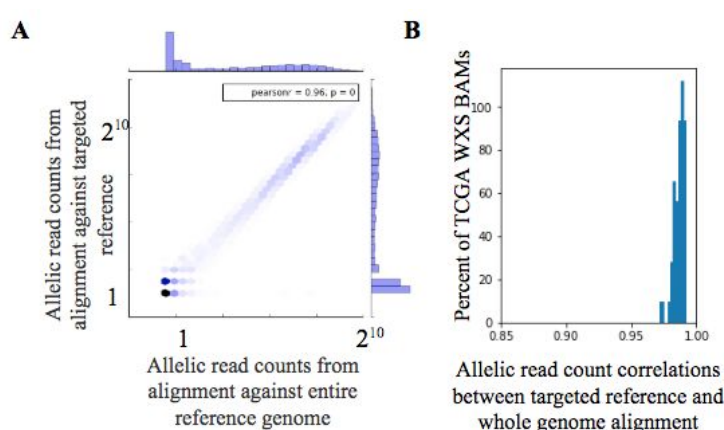 A
B
pearsonr = 0.96, p = 0
Allelic read counts from
alignment against targeted
reference
2^10
1
1
2^10
Allelic read counts from
alignment against entire
reference genome
Percent of TCGA WXS BAMs
100
80
60
40
20
0
0.85
0.90
0.95
1.00
Allelic read count correlations
between targeted reference and
whole genome alignment